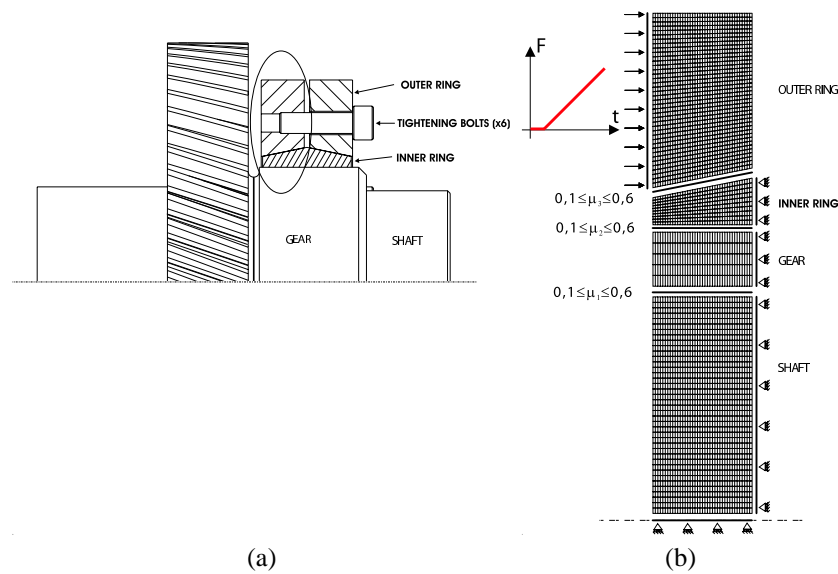 OUTER RING
TIGHTENING BOLTS (x6)
INNER RING
GEAR
SHAFT
(a)
F
t
OUTER RING
0,1≤μ₃≤0,6
INNER RING
0,1≤μ₂≤0,6
GEAR
0,1≤μ₁≤0,6
SHAFT
(b)